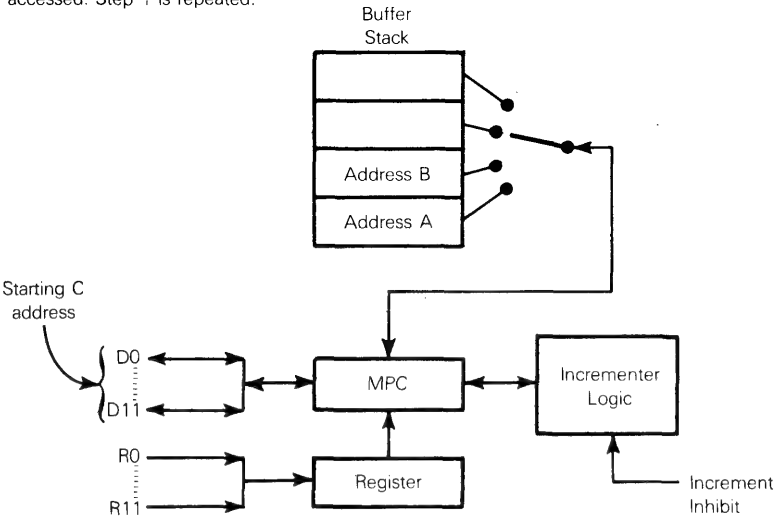 accessed. Step 1 is repeated.
Buffer
Stack
Address B
Address A
Starting C
address
D0
D11
MPC
Incrementer
Logic
R0
R11
Register
Increment
Inhibit